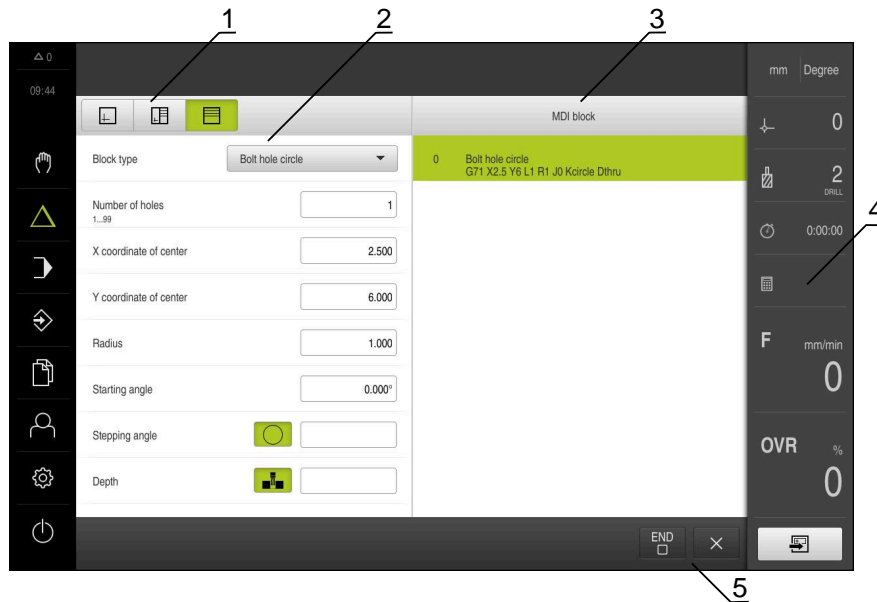 1
2
3
0
09:44
mm Degree
MDI block
0
Block type
Bolt hole circle
0 Bolt hole circle
G71 X2.5 Y6 L1 R1 J0 Kcircle Dthru
2
DRILL
Number of holes
1...99
1
4
0:00:00
X coordinate of center
2.500
Y coordinate of center
6.000
Radius
1.000
F mm/min
0
Starting angle
0.000°
Stepping angle
OVR %
0
Depth
END
5